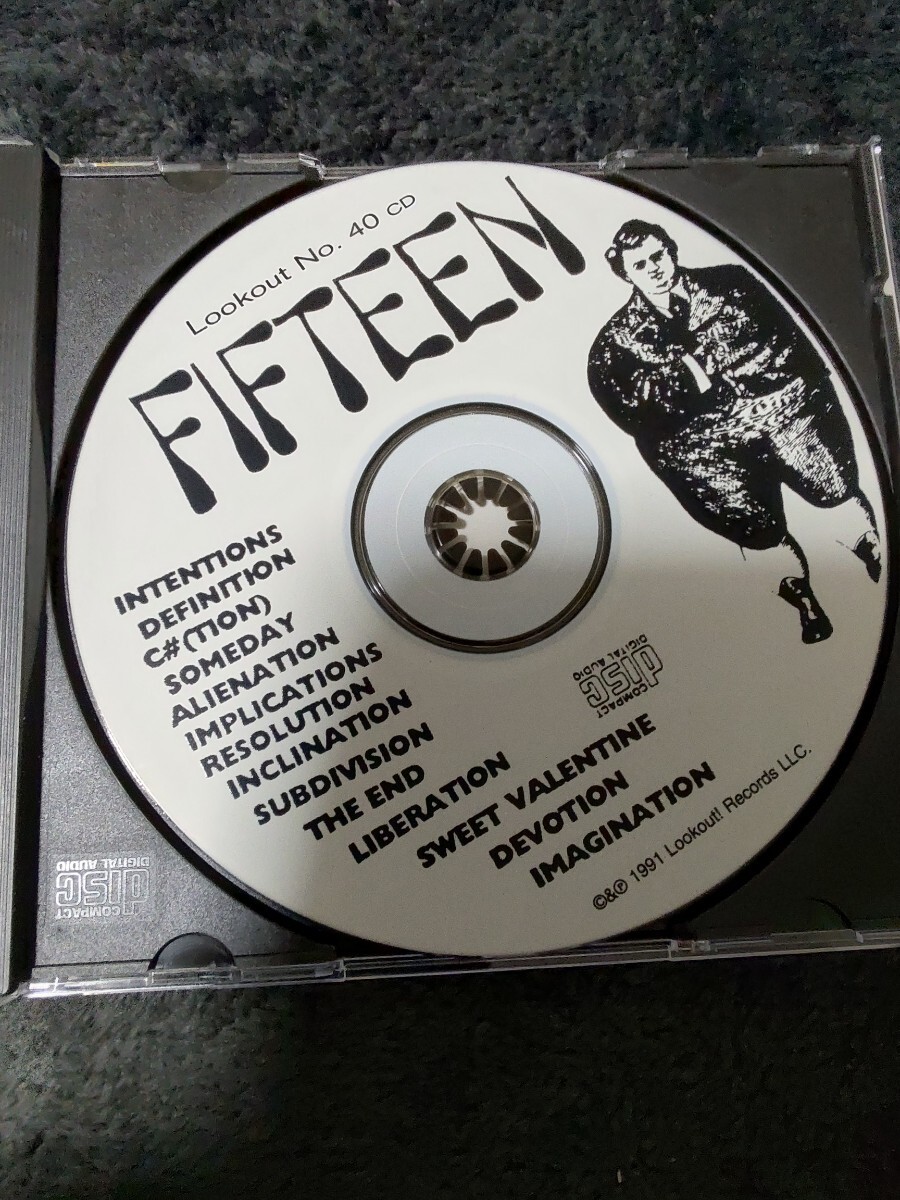 Lookout No. 40 CD
FIFTEEN
INTENTIONS
DEFINITION
C# (TION)
SOMEDAY
ALIENATION
IMPLICATIONS
RESOLUTION
INCLINATION
SUBDIVISION
THE END
LIBERATION
SWEET VALENTINE
DEVOTION
IMAGINATION
©&℗ 1991 Lookout! Records LLC.
COMPACT
disc
DIGITAL AUDIO
COMPACT
disc
DIGITAL AUDIO